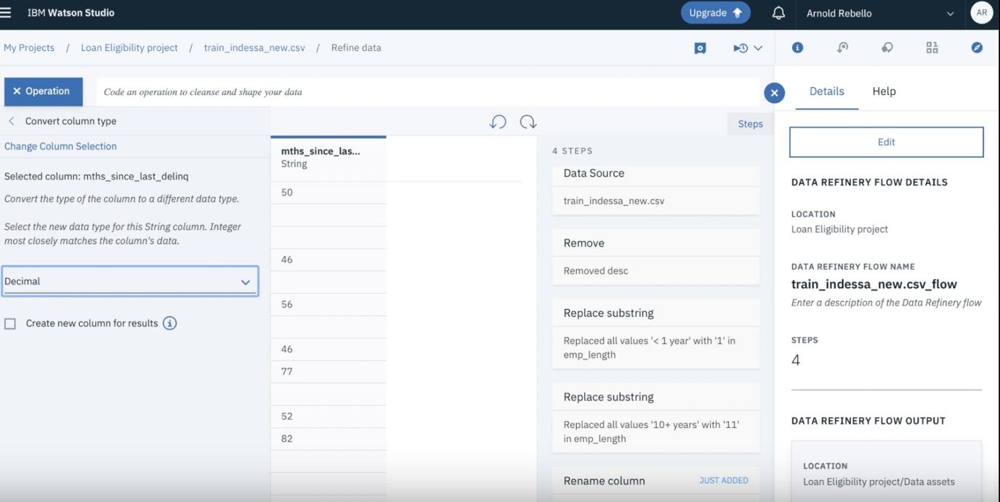 IBM Watson Studio
Upgrade
Arnold Rebello
AR
My Projects / Loan Eligibility project / train_indessa_new.csv / Refine data
Operation
Code an operation to cleanse and shape your data
Convert column type
Change Column Selection
Selected column: mths_since_last_delinq
Convert the type of the column to a different data type.
Select the new data type for this String column. Integer
most closely matches the column's data.
Decimal
Create new column for results
mths_since_las...
String
50
46
56
46
77
52
82
Steps
4 STEPS
Data Source
train_indessa_new.csv
Remove
Removed desc
Replace substring
Replaced all values '< 1 year' with '1' in
emp_length
Replace substring
Replaced all values '10+ years' with '11'
in emp_length
Rename column JUST ADDED
Details Help
Edit
DATA REFINERY FLOW DETAILS
LOCATION
Loan Eligibility project
DATA REFINERY FLOW NAME
train_indessa_new.csv_flow
Enter a description of the Data Refinery flow
STEPS
4
DATA REFINERY FLOW OUTPUT
LOCATION
Loan Eligibility project/Data assets